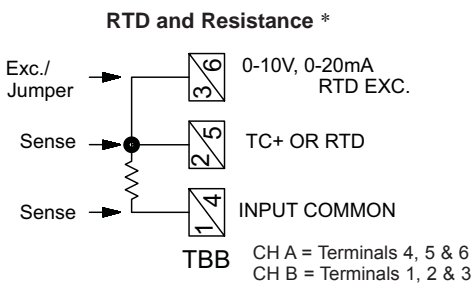 RTD and Resistance *
Exc./
Jumper
3/6
0-10V, 0-20mA
RTD EXC.
Sense
2/5
TC+ OR RTD
Sense
1/4
INPUT COMMON
TBB
CH A = Terminals 4, 5 & 6
CH B = Terminals 1, 2 & 3